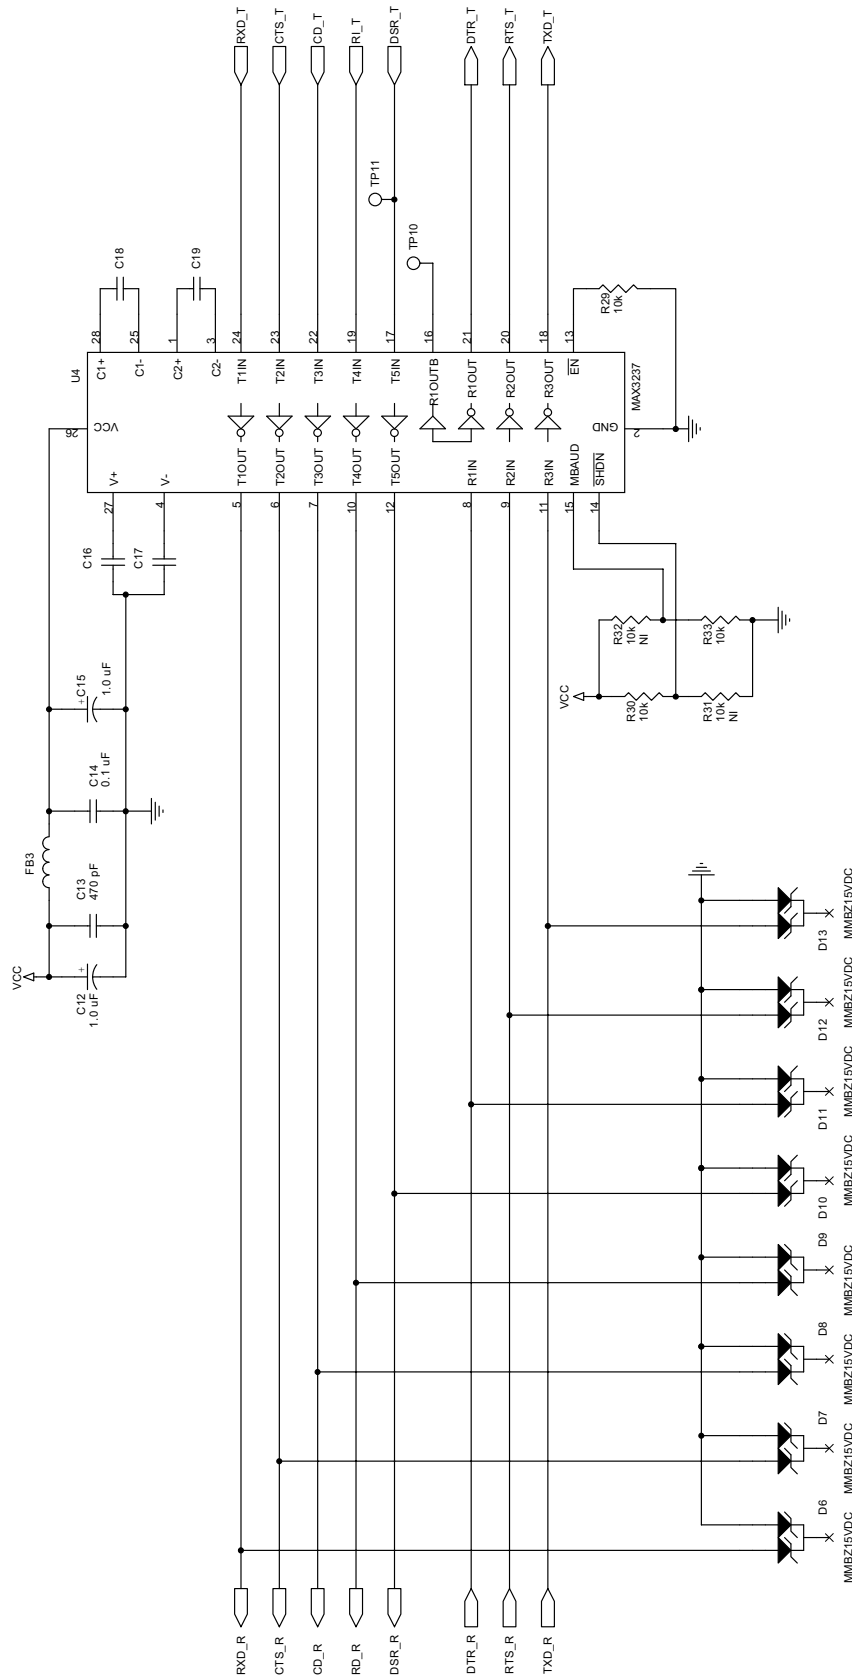 RXD_T
CTS_T
CD_T
RI_T
DSR_T
DTR_T
RTS_T
TXD_T
TP11
TP10
C18
C19
R29
10k
28
25
1
3
24
23
22
19
17
16
21
20
18
13
U4
C1+
C1-
C2+
C2-
T1IN
T2IN
T3IN
T4IN
T5IN
R1OUTB
R1OUT
R2OUT
R3OUT
EN
MAX3237
26
VCC
GND
2
V+
V-
T1OUT
T2OUT
T3OUT
T4OUT
T5OUT
R1IN
R2IN
R3IN
MBAUD
SHDN
27
4
5
6
7
10
12
8
9
11
15
14
C16
C17
R32
10k
NI
R33
10k
VCC
R30
10k
R31
10k
NI
+
C15
1.0 uF
C14
0.1 uF
FB3
C13
470 pF
VCC
+
C12
1.0 uF
D13
MMBZ15VDC
D12
MMBZ15VDC
D11
MMBZ15VDC
D10
MMBZ15VDC
D9
MMBZ15VDC
D8
MMBZ15VDC
D7
MMBZ15VDC
D6
MMBZ15VDC
RXD_R
CTS_R
CD_R
RD_R
DSR_R
DTR_R
RTS_R
TXD_R